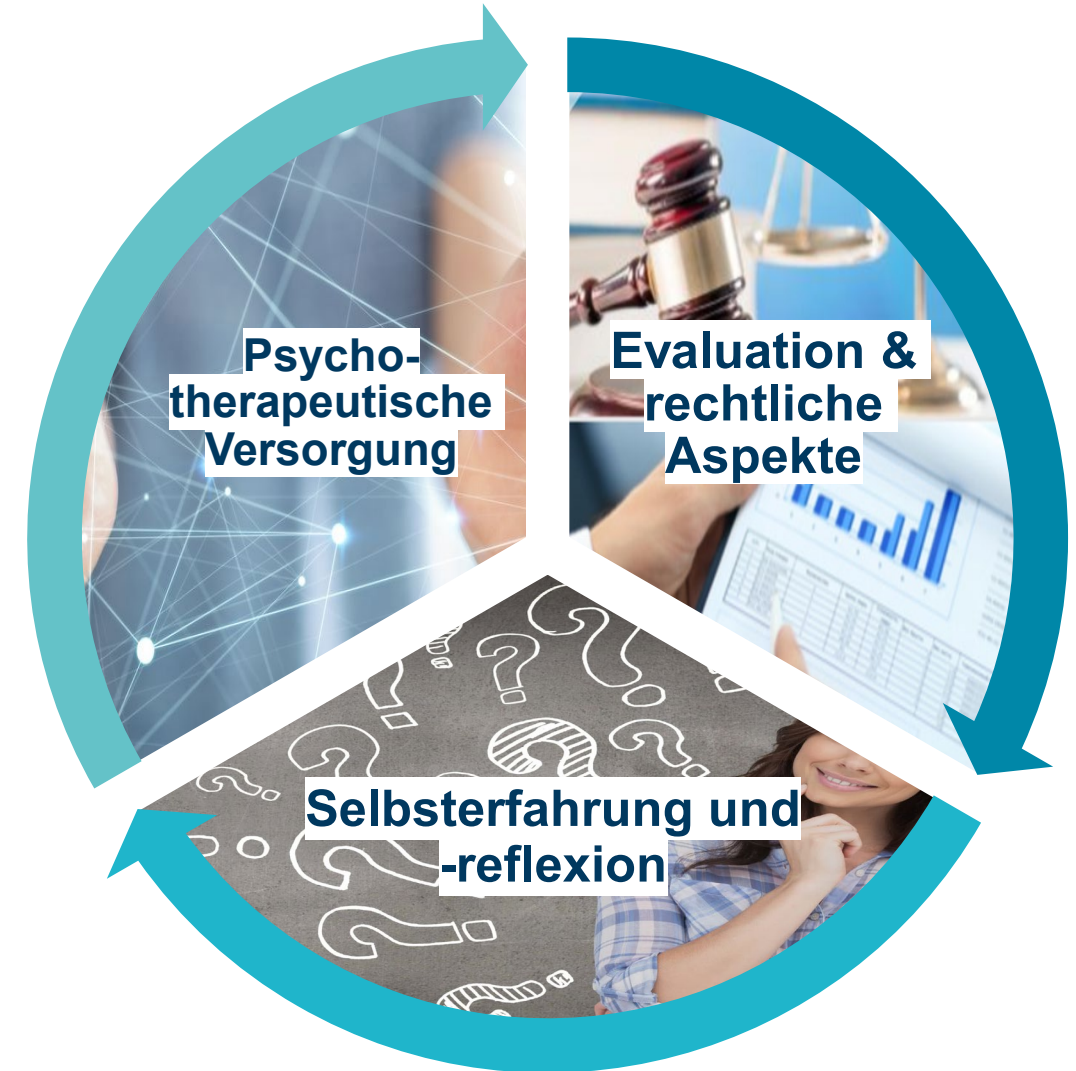 Psycho-
therapeutische
Versorgung
Evaluation &
rechtliche
Aspekte
Selbsterfahrung und
-reflexion